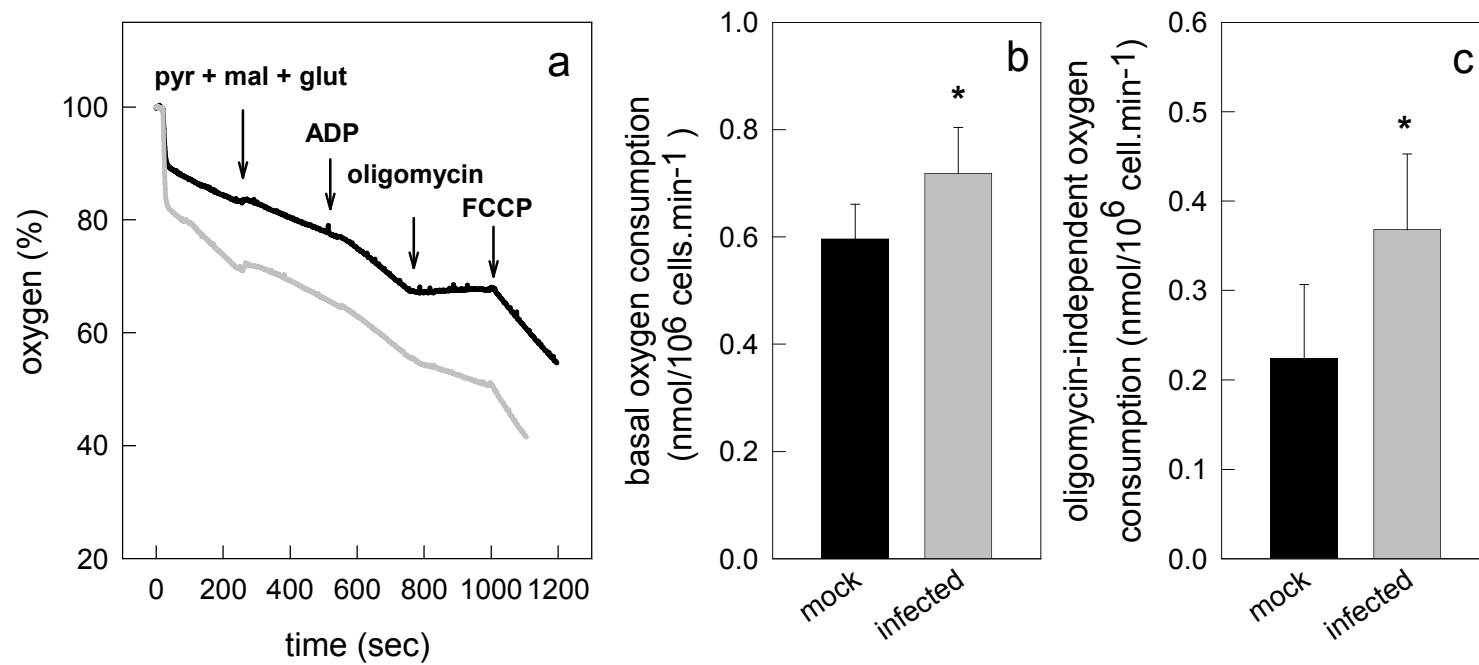 a
pyr + mal + glut
ADP
oligomycin
FCCP
100
80
60
40
20
oxygen (%)
0 200 400 600 800 1000 1200
time (sec)
b
*
1.0
0.8
0.6
0.4
0.2
0.0
basal oxygen consumption
(nmol/10⁶ cells.min⁻¹ )
mock
infected
c
*
0.6
0.5
0.4
0.3
0.2
0.1
0.0
oligomycin-independent oxygen
consumption (nmol/10⁶ cell.min⁻¹)
mock
infected